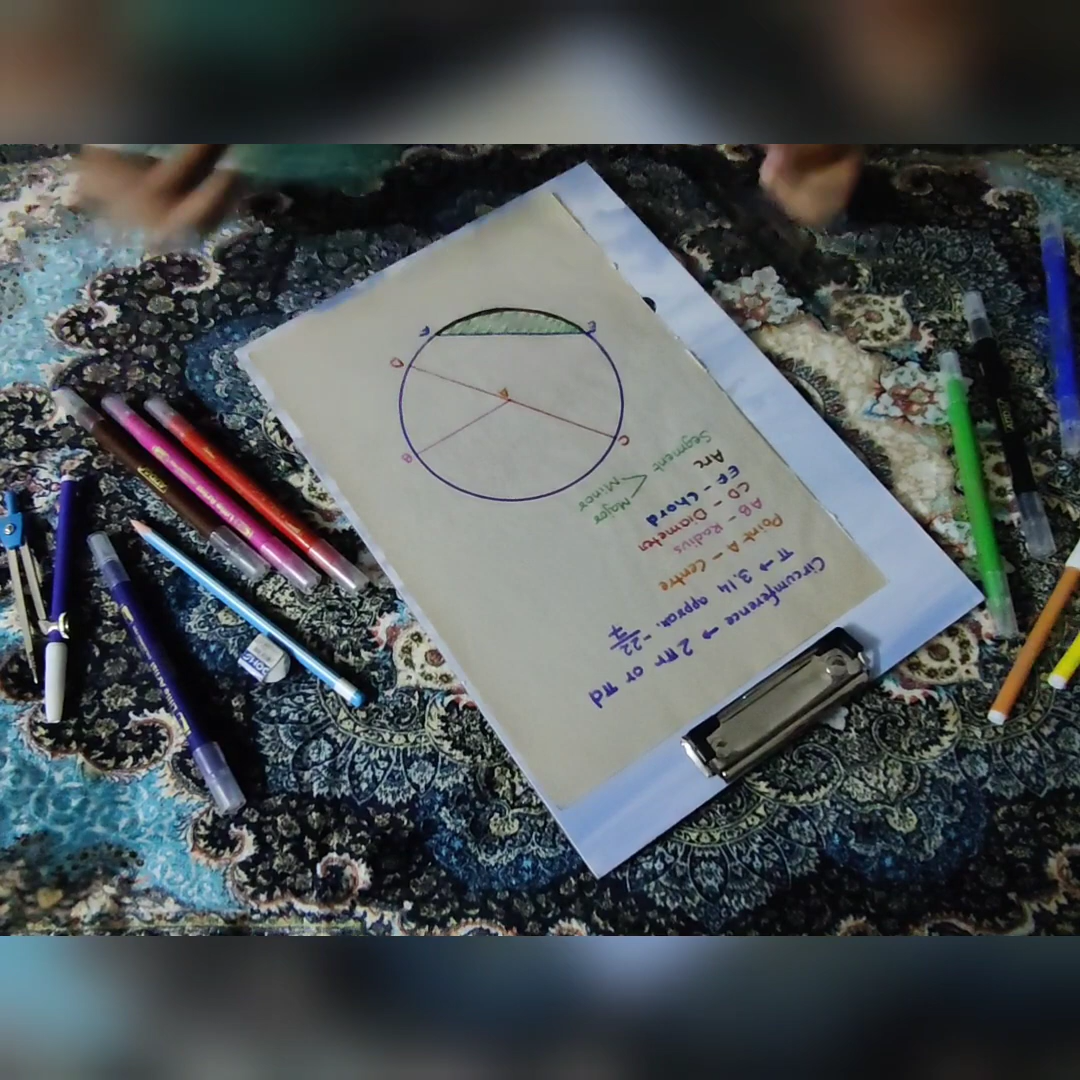 Circumference → 2πr or πd
π → 3.14 approx. - 22/7
Point A - Centre
AB - Radius
CD - Diameter
EF - Chord
Arc
Segment < Major
Minor
C
B
A
D
E
F